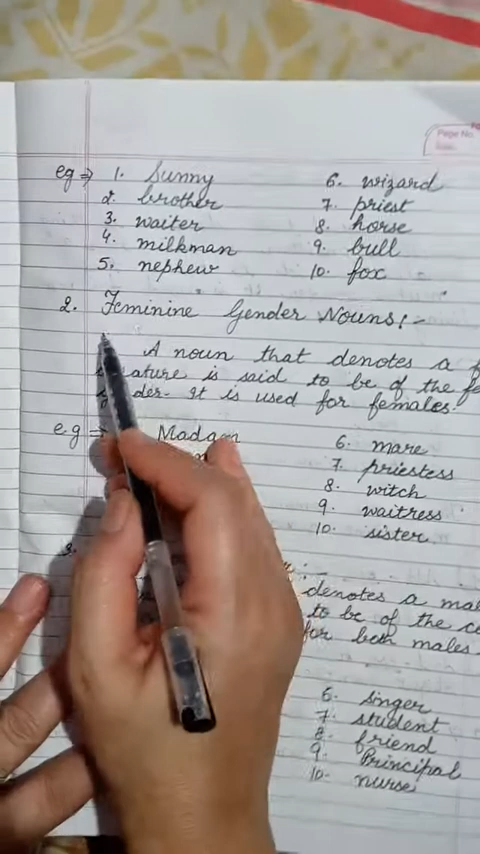 Page No
eg ⇒ 1. Sunny 6. wizard
2. brother 7. priest
3. waiter 8. horse
4. milkman 9. bull
5. nephew 10. fox
2. Feminine Gender Nouns:-
A noun that denotes a
is said to be of the
It is used for females.
e.g ⇒ Madam 6. mare
7. priestess
8. witch
9. waitress
10. sister
3.
denotes a
to be of the
for both males
6. singer
7. student
8. friend
9. Principal
10. nurse